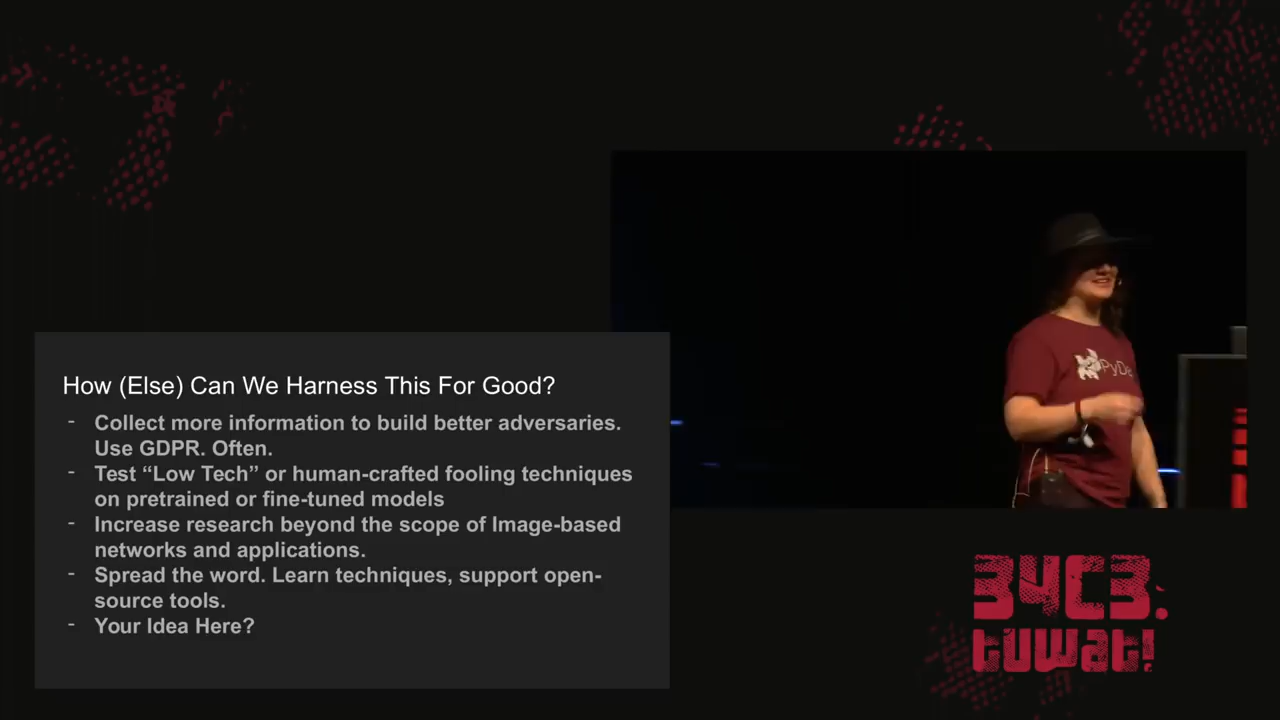 How (Else) Can We Harness This For Good?
- Collect more information to build better adversaries.
Use GDPR. Often.
- Test “Low Tech” or human-crafted fooling techniques
on pretrained or fine-tuned models
- Increase research beyond the scope of Image-based
networks and applications.
- Spread the word. Learn techniques, support open-
source tools.
- Your Idea Here?
PyDa
34C3.
tuwat!